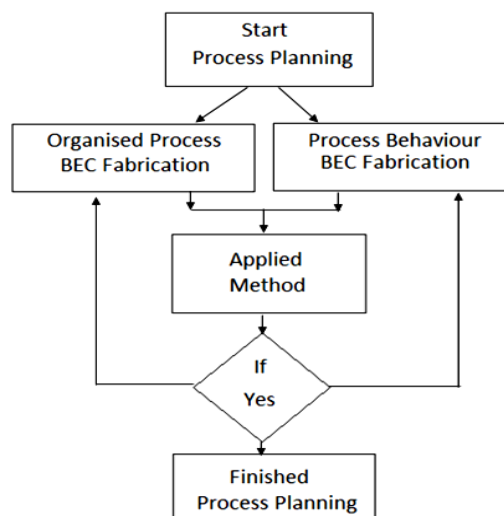 Start
Process Planning
Organised Process
BEC Fabrication
Process Behaviour
BEC Fabrication
Applied
Method
If
Yes
Finished
Process Planning